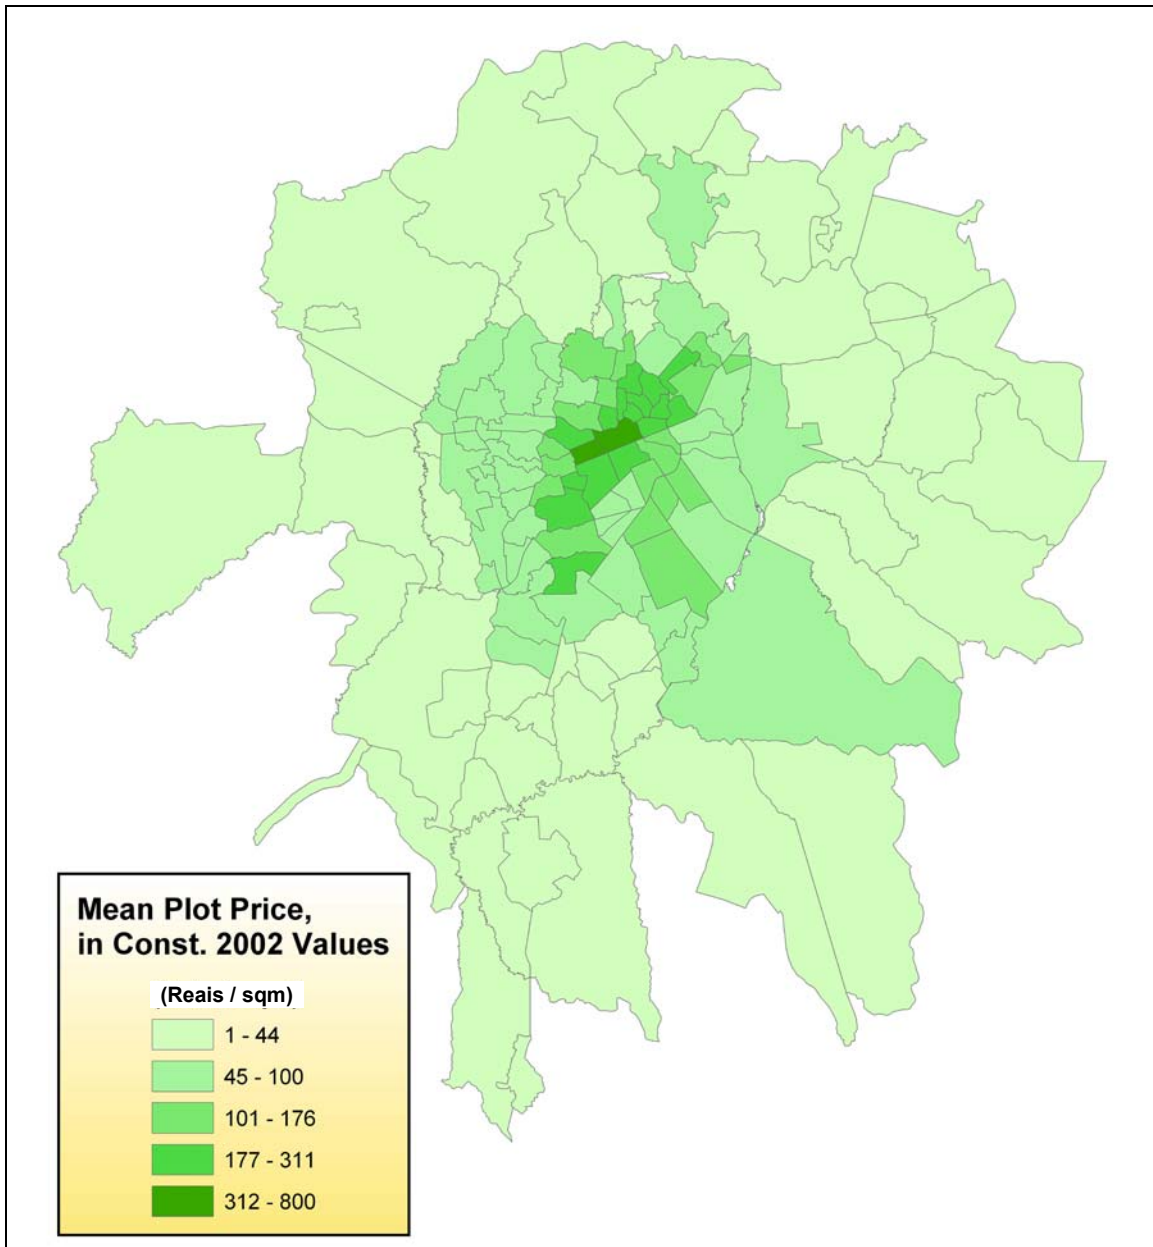 Mean Plot Price,
in Const. 2002 Values
(Reais / sqm)
1 - 44
45 - 100
101 - 176
177 - 311
312 - 800